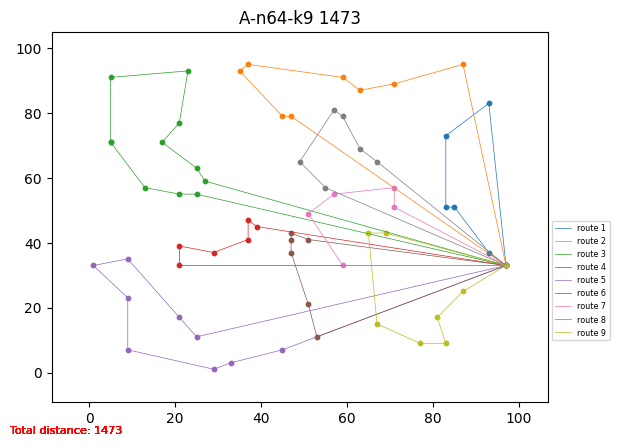 A-n64-k9 1473
100
80
60
40
20
0
0 20 40 60 80 100
route 1
route 2
route 3
route 4
route 5
route 6
route 7
route 8
route 9
Total distance: 1473